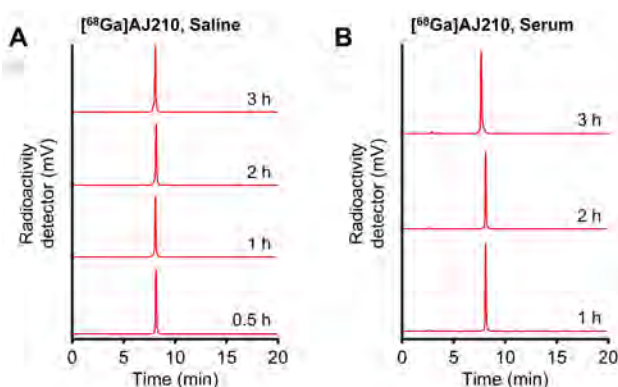 A
[⁶⁸Ga]AJ210, Saline
Radioactivity
detector (mV)
3 h
2 h
1 h
0.5 h
0 5 10 15 20
Time (min)
B
[⁶⁸Ga]AJ210, Serum
Radioactivity
detector (mV)
3 h
2 h
1 h
0 5 10 15 20
Time (min)